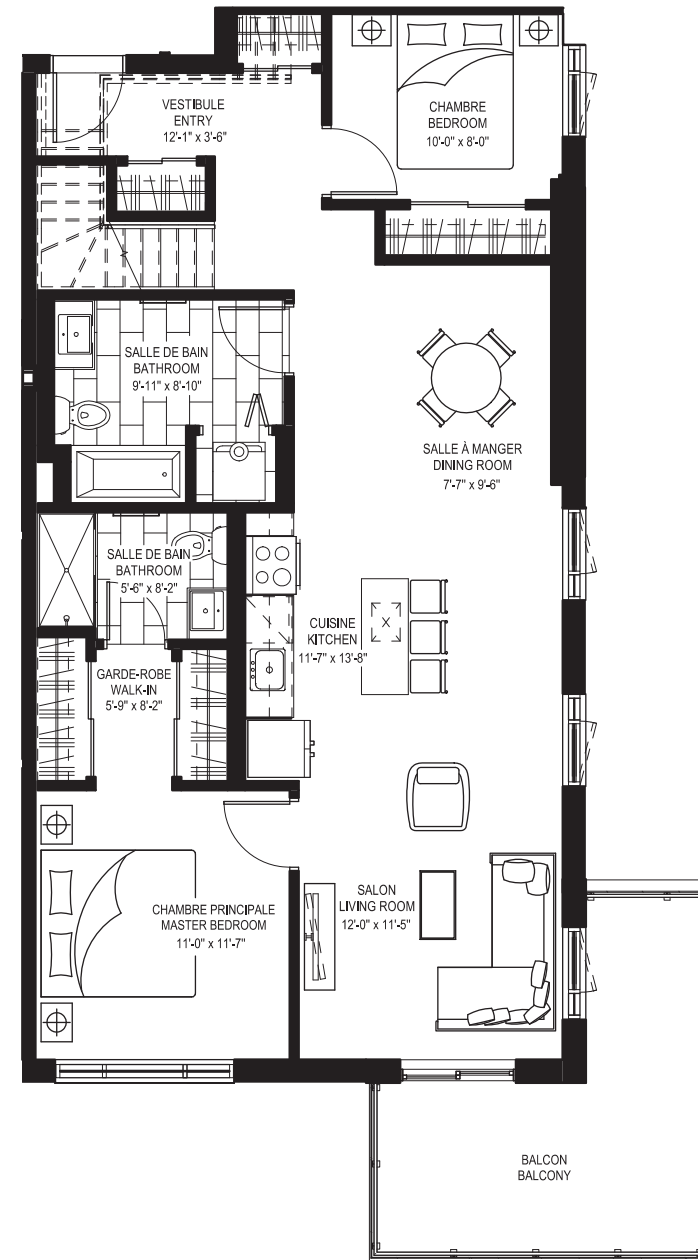 VESTIBULE
ENTRY
12'-1" x 3'-6"
CHAMBRE
BEDROOM
10'-0" x 8'-0"
SALLE DE BAIN
BATHROOM
9'-11" x 8'-10"
SALLE À MANGER
DINING ROOM
7'-7" x 9'-6"
SALLE DE BAIN
BATHROOM
5'-6" x 8'-2"
CUISINE
KITCHEN
11'-7" x 13'-8"
GARDE-ROBE
WALK-IN
5'-9" x 8'-2"
CHAMBRE PRINCIPALE
MASTER BEDROOM
11'-0" x 11'-7"
SALON
LIVING ROOM
12'-0" x 11'-5"
BALCON
BALCONY